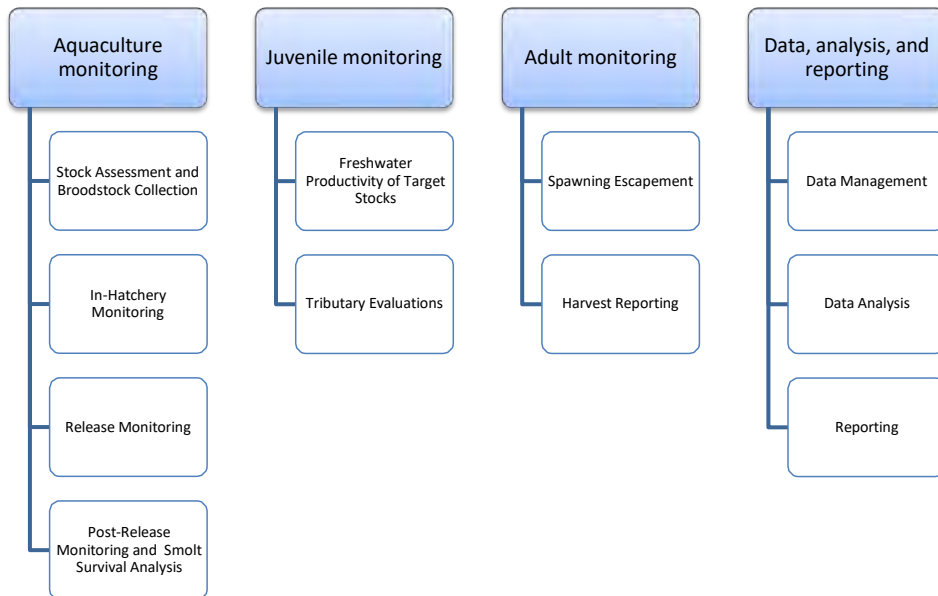 Aquaculture
monitoring
Stock Assessment and
Broodstock Collection
In-Hatchery
Monitoring
Release Monitoring
Post-Release
Monitoring and Smolt
Survival Analysis
Juvenile monitoring
Freshwater
Productivity of Target
Stocks
Tributary Evaluations
Adult monitoring
Spawning Escapement
Harvest Reporting
Data, analysis, and
reporting
Data Management
Data Analysis
Reporting